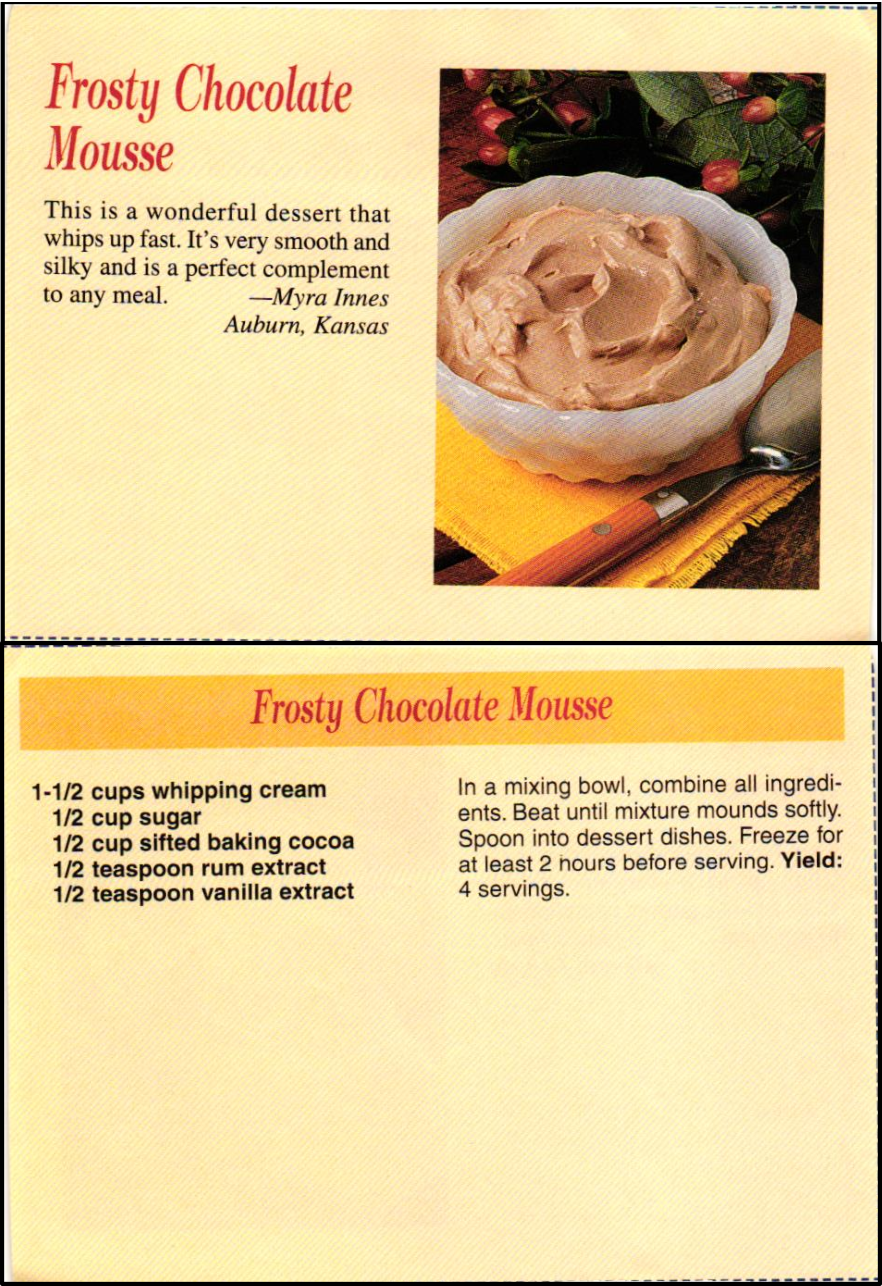 Frosty Chocolate
Mousse
This is a wonderful dessert that
whips up fast. It's very smooth and
silky and is a perfect complement
to any meal. —Myra Innes
Auburn, Kansas
Frosty Chocolate Mousse
1-1/2 cups whipping cream
1/2 cup sugar
1/2 cup sifted baking cocoa
1/2 teaspoon rum extract
1/2 teaspoon vanilla extract
In a mixing bowl, combine all ingredi-
ents. Beat until mixture mounds softly.
Spoon into dessert dishes. Freeze for
at least 2 hours before serving. Yield:
4 servings.